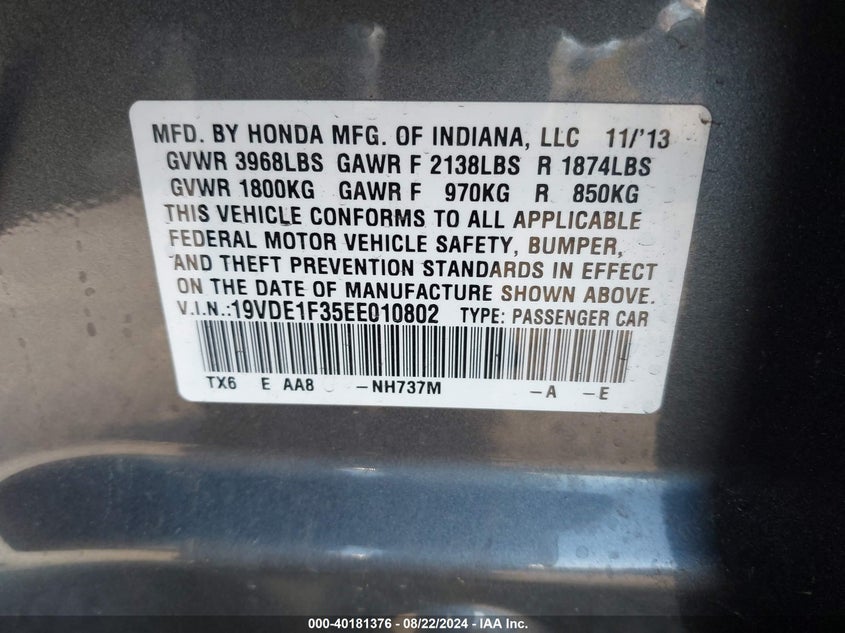 MFD. BY HONDA MFG. OF INDIANA, LLC 11/'13
GVWR 3968LBS GAWR F 2138LBS R 1874LBS
GVWR 1800KG GAWR F 970KG R 850KG
THIS VEHICLE CONFORMS TO ALL APPLICABLE
FEDERAL MOTOR VEHICLE SAFETY, BUMPER,
AND THEFT PREVENTION STANDARDS IN EFFECT
ON THE DATE OF MANUFACTURE SHOWN ABOVE.
V.I.N.:19VDE1F35EE010802 TYPE: PASSENGER CAR
TX6 E AA8 -NH737M -A -E
000-40181376 - 08/22/2024 - IAA Inc.